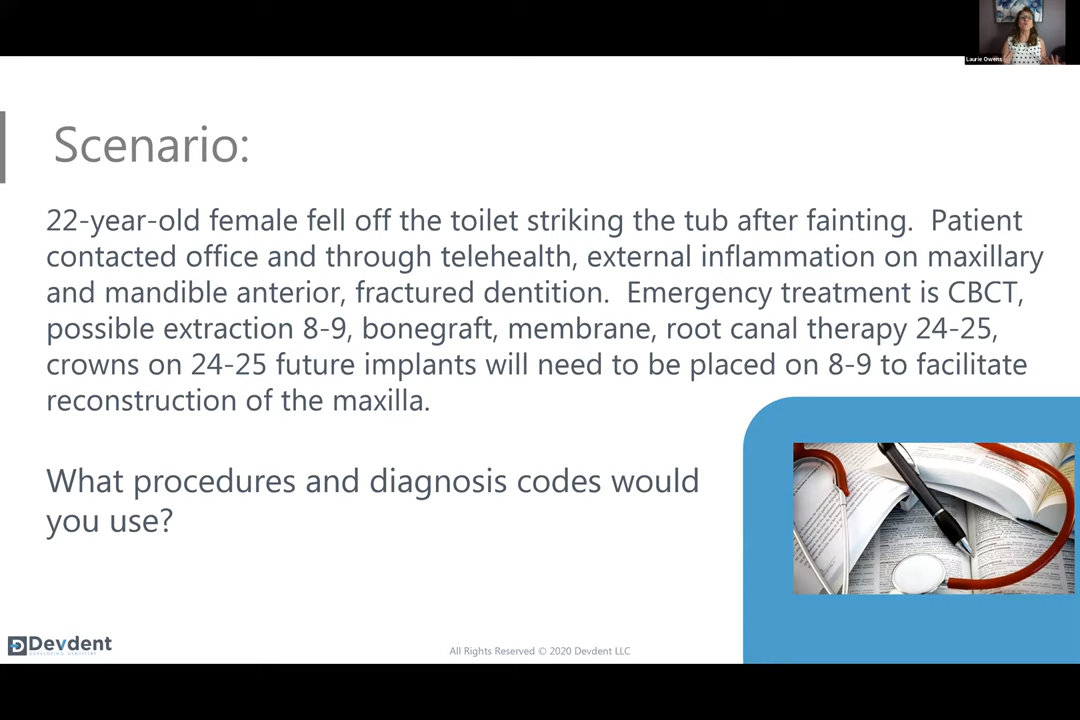 Laurie Owens
Scenario:
22-year-old female fell off the toilet striking the tub after fainting.  Patient
contacted office and through telehealth, external inflammation on maxillary
and mandible anterior, fractured dentition.  Emergency treatment is CBCT,
possible extraction 8-9, bonegraft, membrane, root canal therapy 24-25,
crowns on 24-25 future implants will need to be placed on 8-9 to facilitate
reconstruction of the maxilla.
What procedures and diagnosis codes would
you use?
Devdent
All Rights Reserved © 2020 Devdent LLC